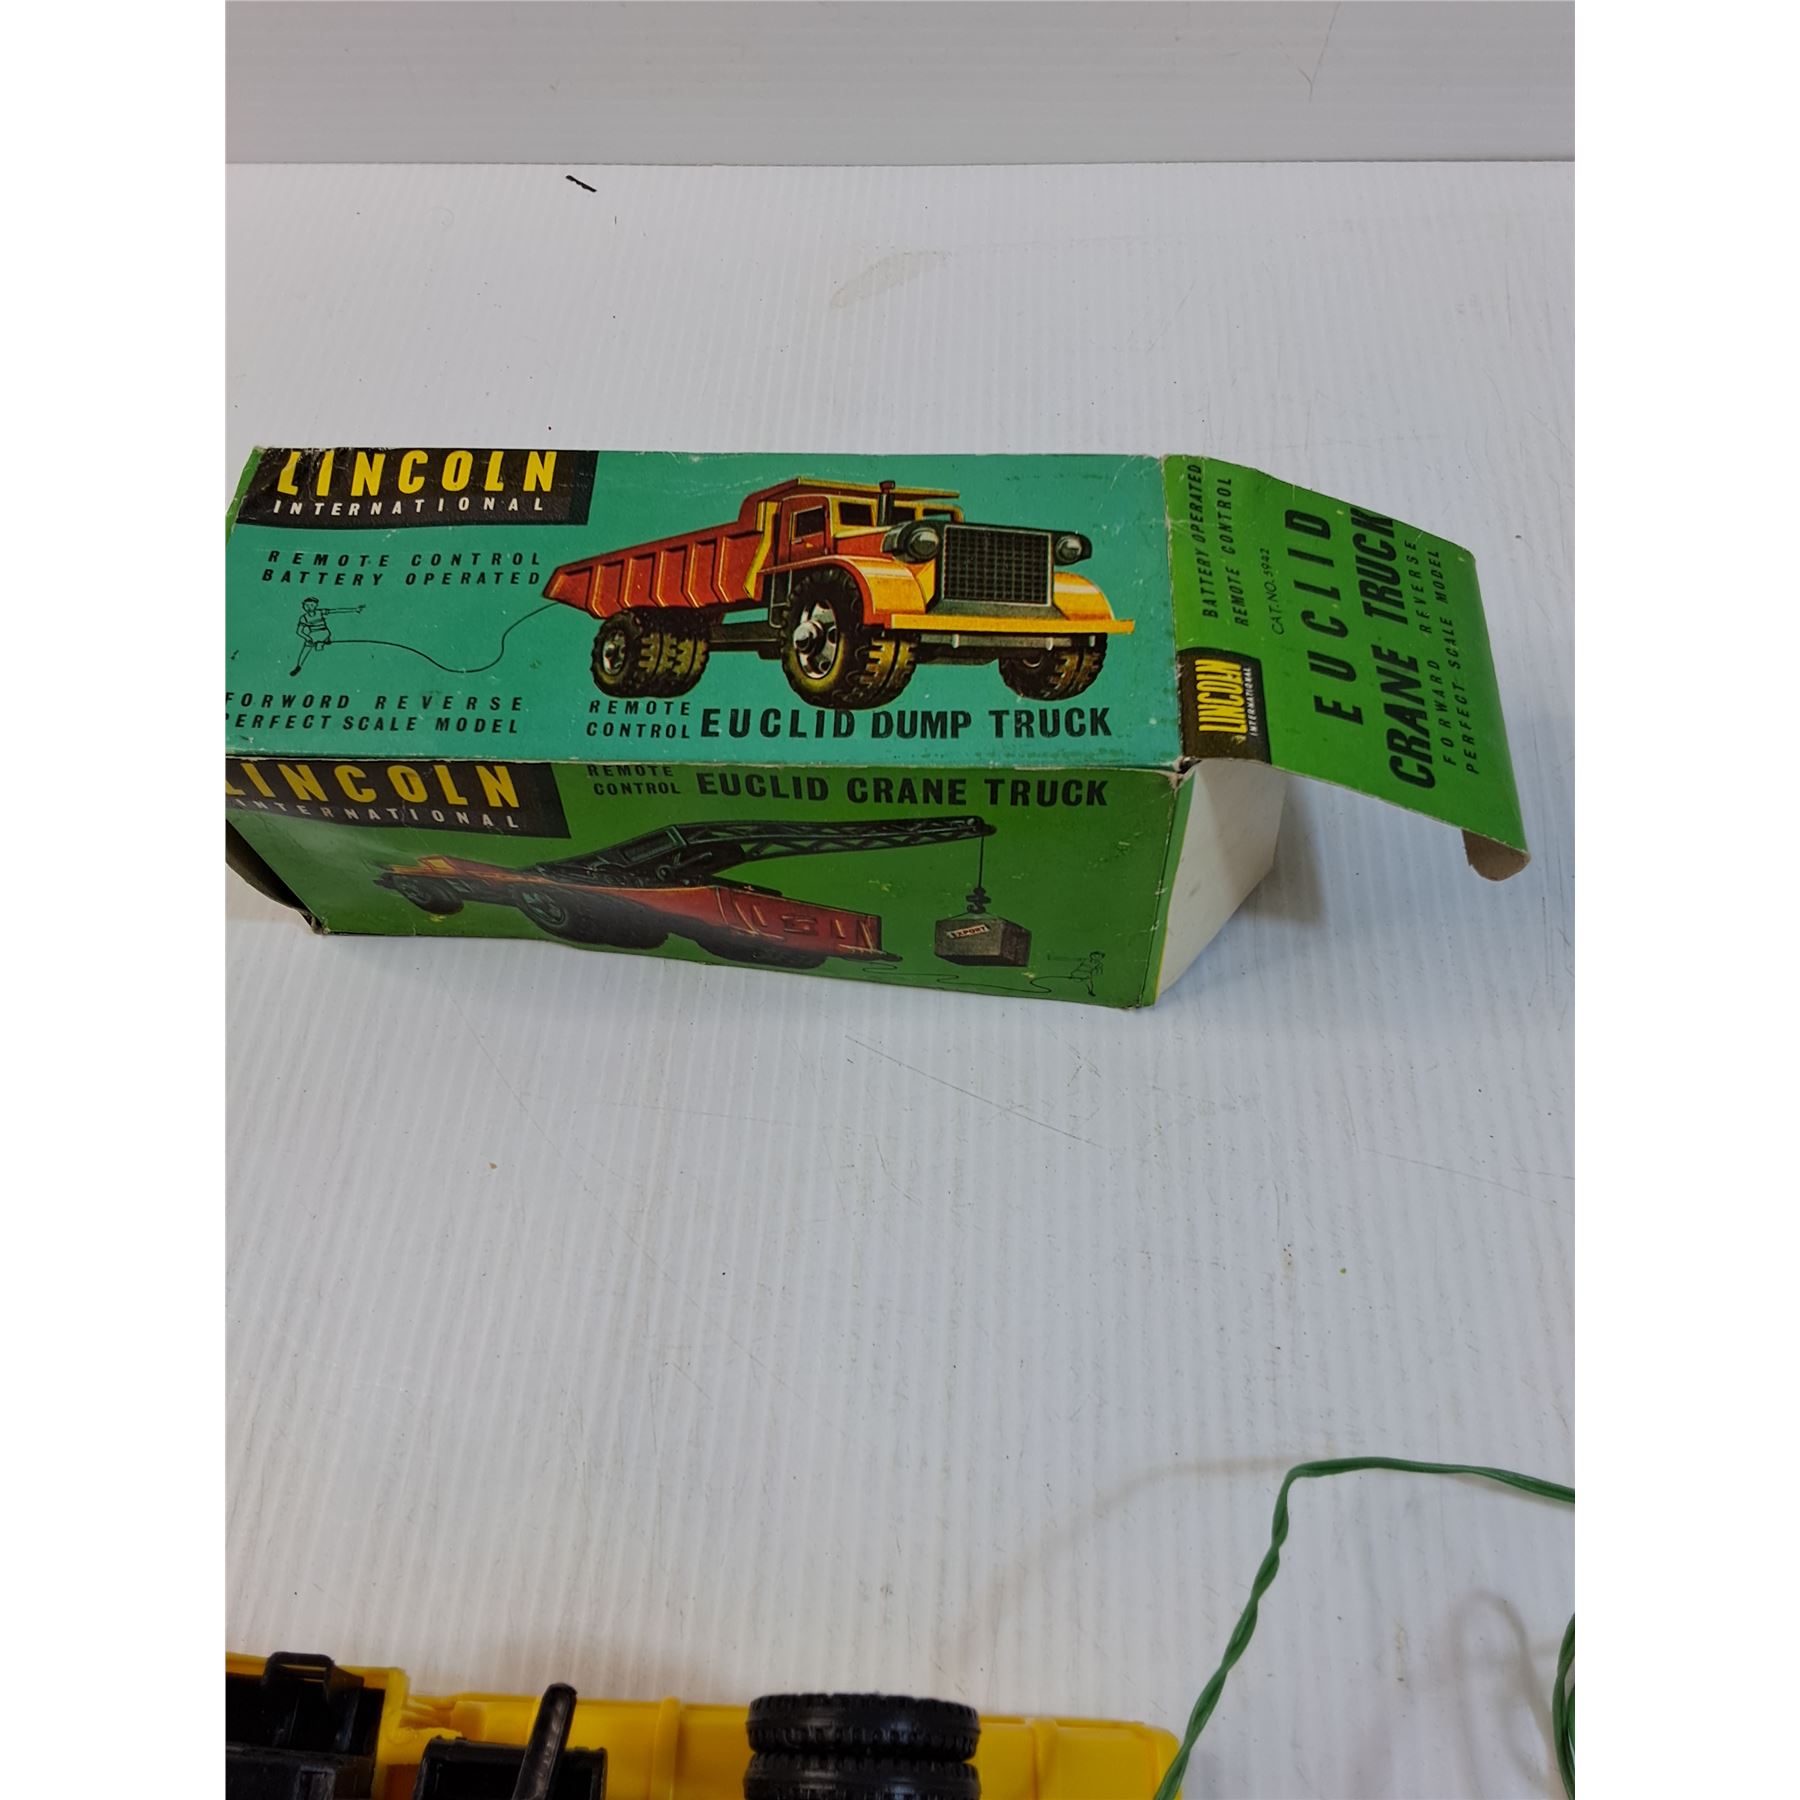 LINCOLN
INTERNATIONAL
REMOTE CONTROL
BATTERY OPERATED
FORWORD REVERSE
PERFECT SCALE MODEL
REMOTE
CONTROL EUCLID DUMP TRUCK
LINCOLN
INTERNATIONAL
REMOTE
CONTROL EUCLID CRANE TRUCK
EXPORT
BATTERY OPERATED
REMOTE CONTROL
CAT. NO. 5942
LINCOLN
INTERNATIONAL
EUCLID
CRANE TRUCK
FORWARD REVERSE
PERFECT SCALE MODEL